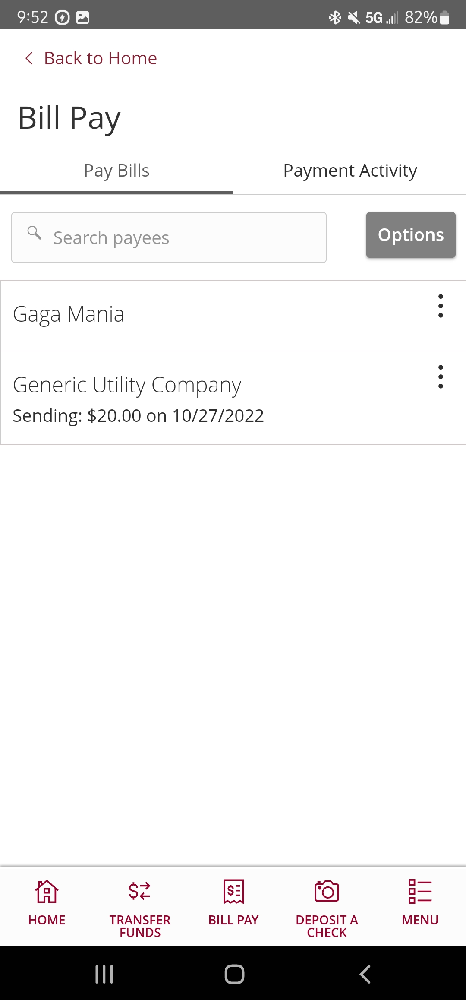 9:52
5G 82%
Back to Home
Bill Pay
Pay Bills
Payment Activity
Search payees
Options
Gaga Mania
Generic Utility Company
Sending: $20.00 on 10/27/2022
HOME
TRANSFER
FUNDS
BILL PAY
DEPOSIT A
CHECK
MENU